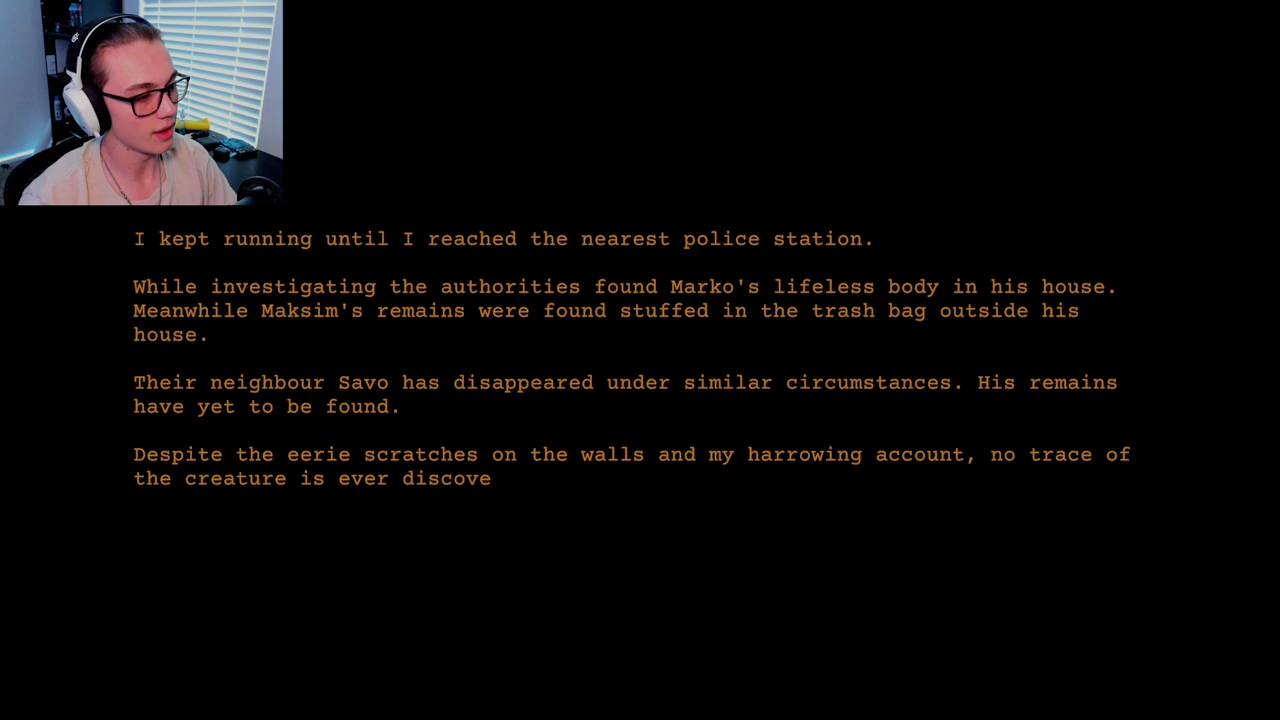 I kept running until I reached the nearest police station.
While investigating the authorities found Marko's lifeless body in his house.
Meanwhile Maksim's remains were found stuffed in the trash bag outside his
house.
Their neighbour Savo has disappeared under similar circumstances. His remains
have yet to be found.
Despite the eerie scratches on the walls and my harrowing account, no trace of
the creature is ever discove